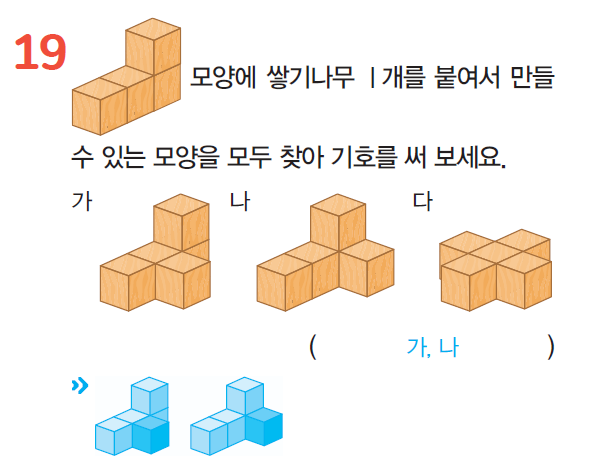 19
모양에 쌓기나무 1개를 붙여서 만들
수 있는 모양을 모두 찾아 기호를 써 보세요.
가 나 다
( 가, 나 )